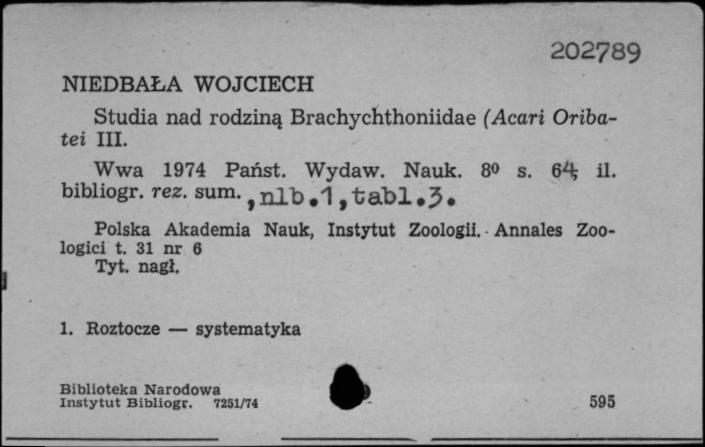 202789
NIEDBAŁA WOJCIECH
Studia nad rodziną Brachychthoniidae (Acari Oriba-
tei III.
Wwa 1974 Państ. Wydaw. Nauk. 8⁰ s. 64, il.
bibliogr. rez. sum. ,nlb.1,tabl.3.
Polska Akademia Nauk, Instytut Zoologii. Annales Zoo-
logici t. 31 nr 6
Tyt. nagł.
1. Roztocze — systematyka
Biblioteka Narodowa
Instytut Bibliogr. 7251/74
595